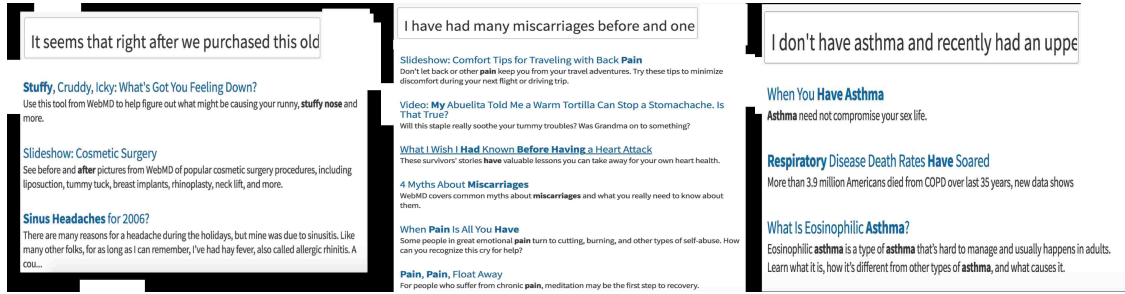 It seems that right after we purchased this old
Stuffy, Cruddy, Icky: What's Got You Feeling Down?
Use this tool from WebMD to help figure out what might be causing your runny, stuffy nose and
more.
Slideshow: Cosmetic Surgery
See before and after pictures from WebMD of popular cosmetic surgery procedures, including
liposuction, tummy tuck, breast implants, rhinoplasty, neck lift, and more.
Sinus Headaches for 2006?
There are many reasons for a headache during the holidays, but mine was due to sinusitis. Like
many other folks, for as long as I can remember, I've had hay fever, also called allergic rhinitis. A
cou...
I have had many miscarriages before and one
Slideshow: Comfort Tips for Traveling with Back Pain
Don't let back or other pain keep you from your travel adventures. Try these tips to minimize
discomfort during your next flight or driving trip.
Video: My Abuelita Told Me a Warm Tortilla Can Stop a Stomachache. Is
That True?
Will this staple really soothe your tummy troubles? Was Grandma on to something?
What I Wish I Had Known Before Having a Heart Attack
These survivors' stories have valuable lessons you can take away for your own heart health.
4 Myths About Miscarriages
WebMD covers common myths about miscarriages and what you really need to know about
them.
When Pain Is All You Have
Some people in great emotional pain turn to cutting, burning, and other types of self-abuse. How
can you recognize this cry for help?
Pain, Pain, Float Away
For people who suffer from chronic pain, meditation may be the first step to recovery.
I don't have asthma and recently had an uppe
When You Have Asthma
Asthma need not compromise your sex life.
Respiratory Disease Death Rates Have Soared
More than 3.9 million Americans died from COPD over last 35 years, new data shows
What Is Eosinophilic Asthma?
Eosinophilic asthma is a type of asthma that's hard to manage and usually happens in adults.
Learn what it is, how it's different from other types of asthma, and what causes it.